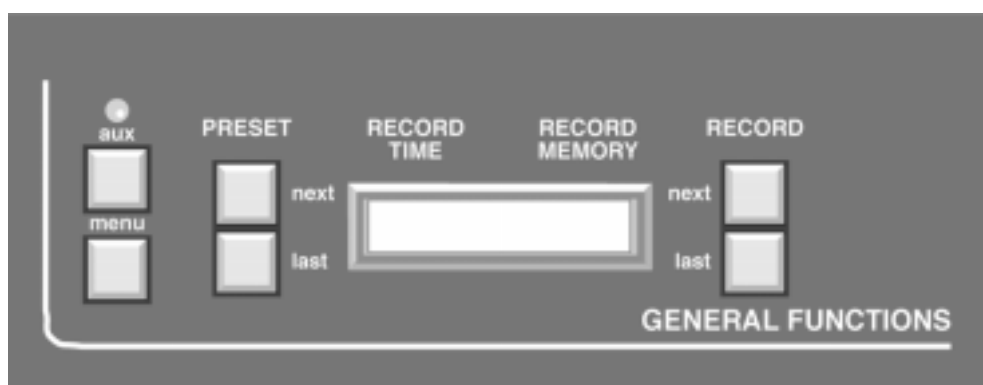 aux
menu
PRESET
next
last
RECORD
TIME
RECORD
MEMORY
RECORD
next
last
GENERAL FUNCTIONS